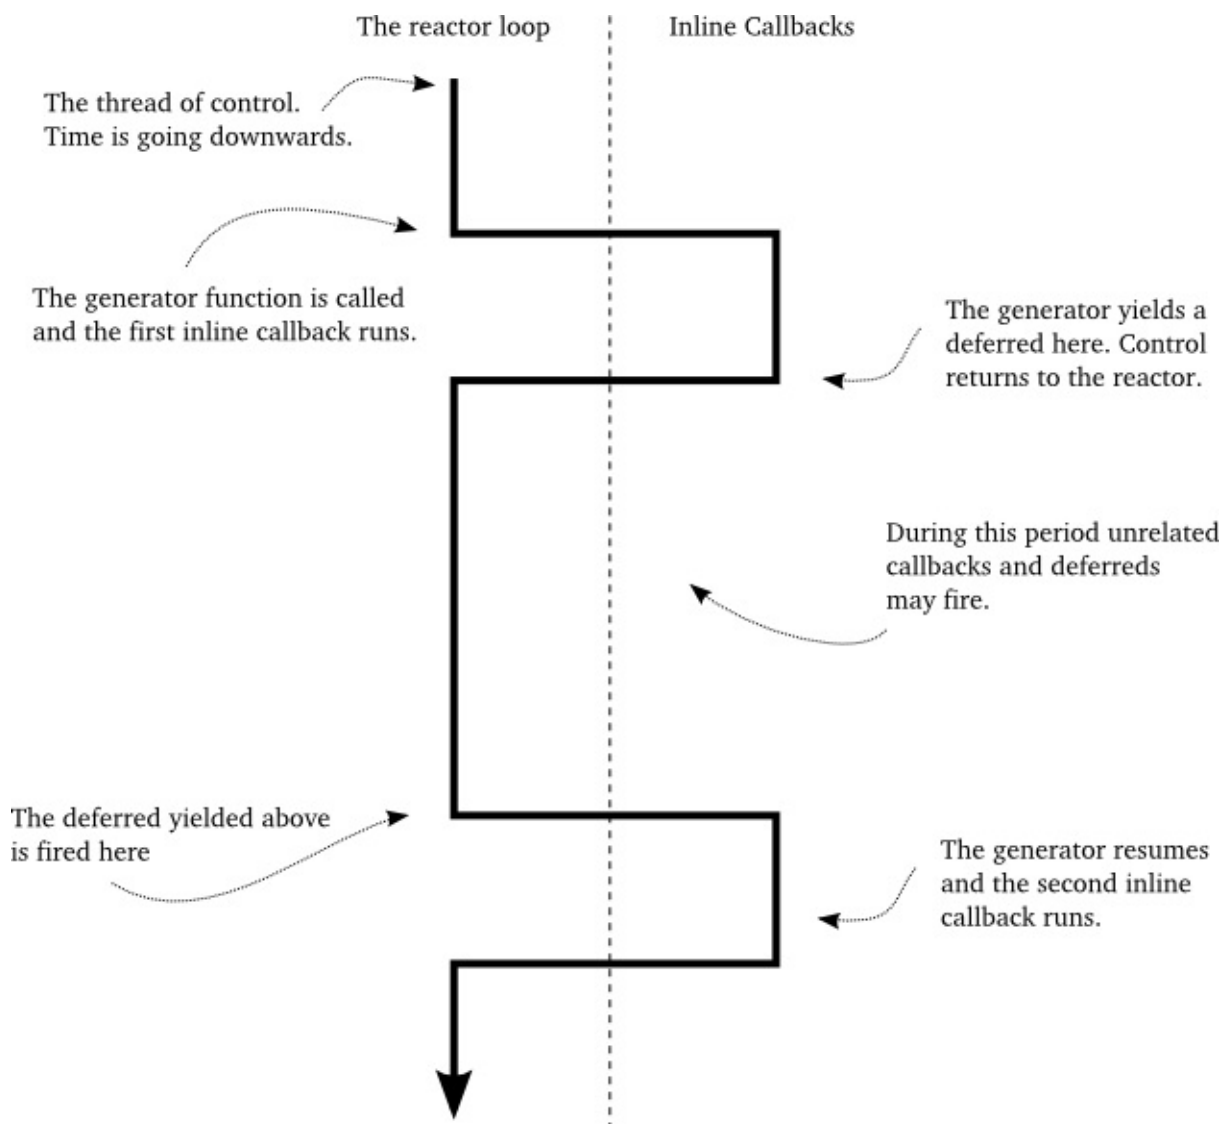 The reactor loop
Inline Callbacks
The thread of control.
Time is going downwards.
The generator function is called
and the first inline callback runs.
The generator yields a
deferred here. Control
returns to the reactor.
During this period unrelated
callbacks and deferreds
may fire.
The deferred yielded above
is fired here
The generator resumes
and the second inline
callback runs.